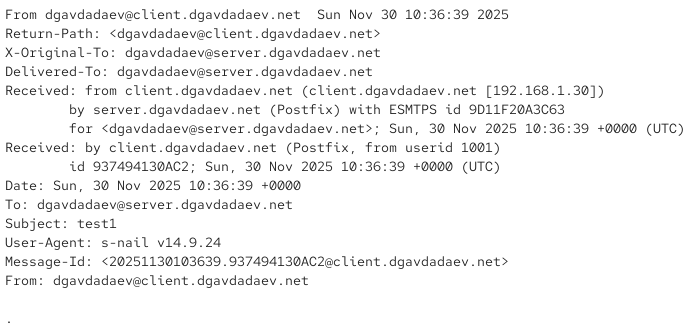 From dgavdadaev@client.dgavdadaev.net  Sun Nov 30 10:36:39 2025
Return-Path: <dgavdadaev@client.dgavdadaev.net>
X-Original-To: dgavdadaev@server.dgavdadaev.net
Delivered-To: dgavdadaev@server.dgavdadaev.net
Received: from client.dgavdadaev.net (client.dgavdadaev.net [192.168.1.30])
        by server.dgavdadaev.net (Postfix) with ESMTPS id 9D11F20A3C63
        for <dgavdadaev@server.dgavdadaev.net>; Sun, 30 Nov 2025 10:36:39 +0000 (UTC)
Received: by client.dgavdadaev.net (Postfix, from userid 1001)
        id 937494130AC2; Sun, 30 Nov 2025 10:36:39 +0000 (UTC)
Date: Sun, 30 Nov 2025 10:36:39 +0000
To: dgavdadaev@server.dgavdadaev.net
Subject: test1
User-Agent: s-nail v14.9.24
Message-Id: <20251130103639.937494130AC2@client.dgavdadaev.net>
From: dgavdadaev@client.dgavdadaev.net

.